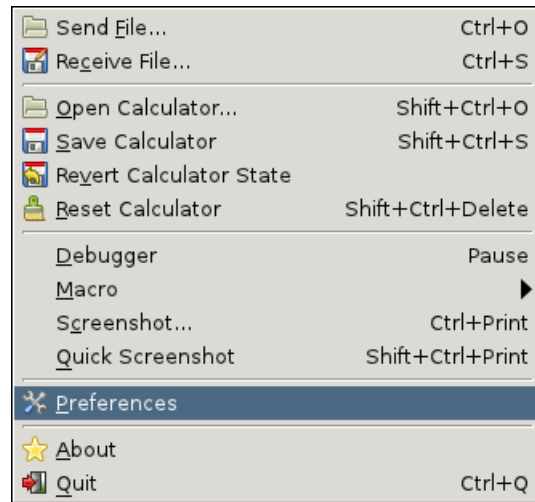 Send File... Ctrl+O
Receive File... Ctrl+S
Open Calculator... Shift+Ctrl+O
Save Calculator Shift+Ctrl+S
Revert Calculator State
Reset Calculator Shift+Ctrl+Delete
Debugger Pause
Macro
Screenshot... Ctrl+Print
Quick Screenshot Shift+Ctrl+Print
Preferences
About
Quit Ctrl+Q